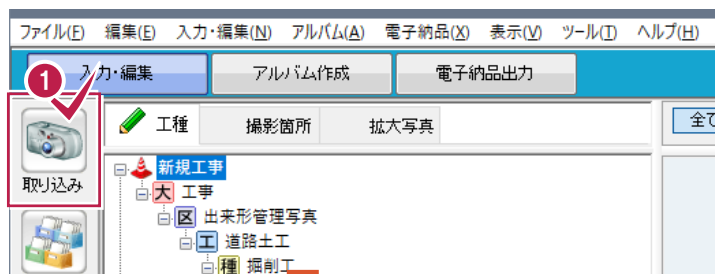 ファイル(F) 編集(E) 入力・編集(N) アルバム(A) 電子納品(X) 表示(V) ツール(T) ヘルプ(H)
入力・編集 アルバム作成 電子納品出力
1
工種 撮影箇所 拡大写真 全て
取り込み
新規工事
大 工事
区 出来形管理写真
工 道路土工
種 掘削工